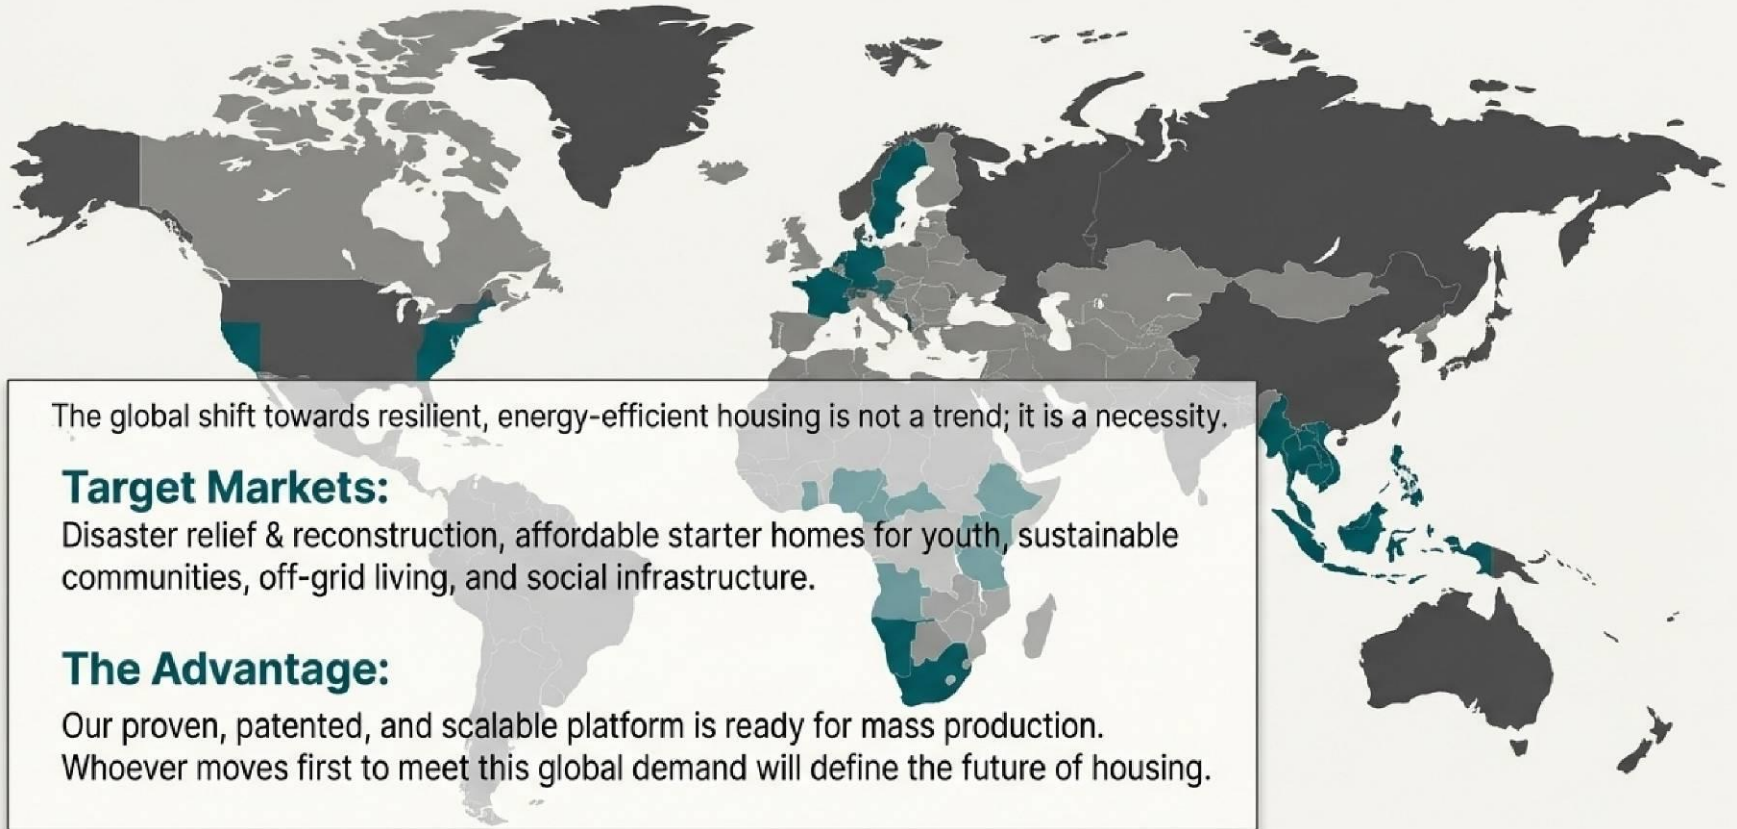 The global shift towards resilient, energy-efficient housing is not a trend; it is a necessity.
Target Markets:
Disaster relief & reconstruction, affordable starter homes for youth, sustainable
communities, off-grid living, and social infrastructure.
The Advantage:
Our proven, patented, and scalable platform is ready for mass production.
Whoever moves first to meet this global demand will define the future of housing.